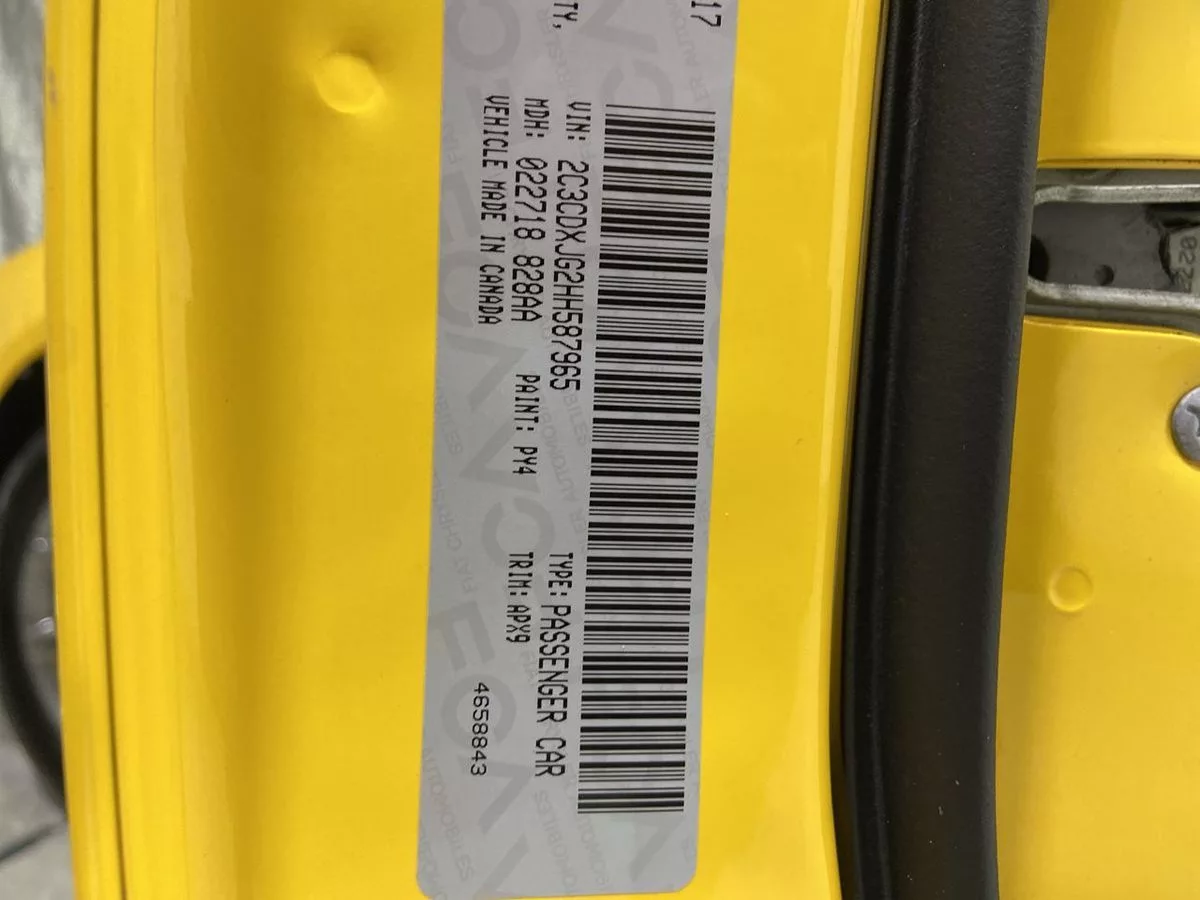 17
TY,
VIN: 2C3CDXJG2HH587965 TYPE: PASSENGER CAR
MDH: 022718 828AA PAINT: PY4 TRIM: APX9
VEHICLE MADE IN CANADA 4658843